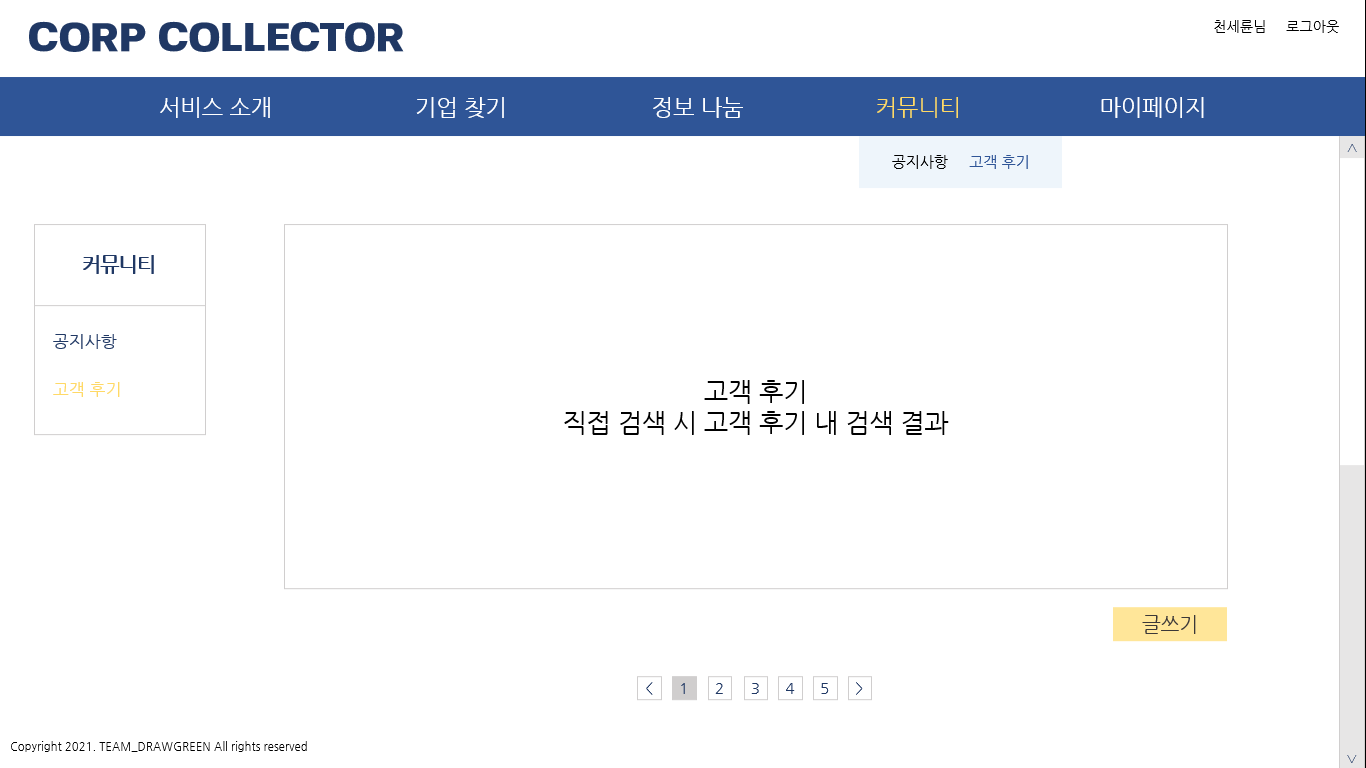 CORP COLLECTOR
천세륜님 로그아웃
서비스 소개 기업 찾기 정보 나눔 커뮤니티 마이페이지
공지사항 고객 후기
커뮤니티
공지사항
고객 후기
고객 후기
직접 검색 시 고객 후기 내 검색 결과
글쓰기
< 1 2 3 4 5 >
Copyright 2021. TEAM_DRAWGREEN All rights reserved